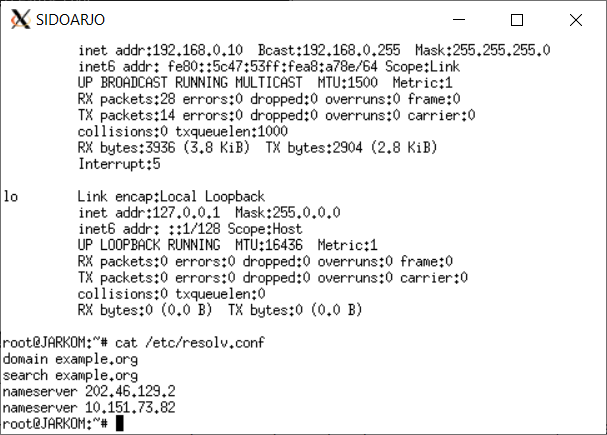 SIDOARJO
inet addr:192.168.0.10  Bcast:192.168.0.255  Mask:255.255.255.0
inet6 addr: fe80::5c47:53ff:fea8:a78e/64 Scope:Link
UP BROADCAST RUNNING MULTICAST  MTU:1500  Metric:1
RX packets:28 errors:0 dropped:0 overruns:0 frame:0
TX packets:14 errors:0 dropped:0 overruns:0 carrier:0
collisions:0 txqueuelen:1000
RX bytes:3936 (3.8 KiB)  TX bytes:2904 (2.8 KiB)
Interrupt:5
lo        Link encap:Local Loopback
inet addr:127.0.0.1  Mask:255.0.0.0
inet6 addr: ::1/128 Scope:Host
UP LOOPBACK RUNNING  MTU:16436  Metric:1
RX packets:0 errors:0 dropped:0 overruns:0 frame:0
TX packets:0 errors:0 dropped:0 overruns:0 carrier:0
collisions:0 txqueuelen:0
RX bytes:0 (0.0 B)  TX bytes:0 (0.0 B)
root@JARKOM:~# cat /etc/resolv.conf
domain example.org
search example.org
nameserver 202.46.129.2
nameserver 10.151.73.82
root@JARKOM:~#